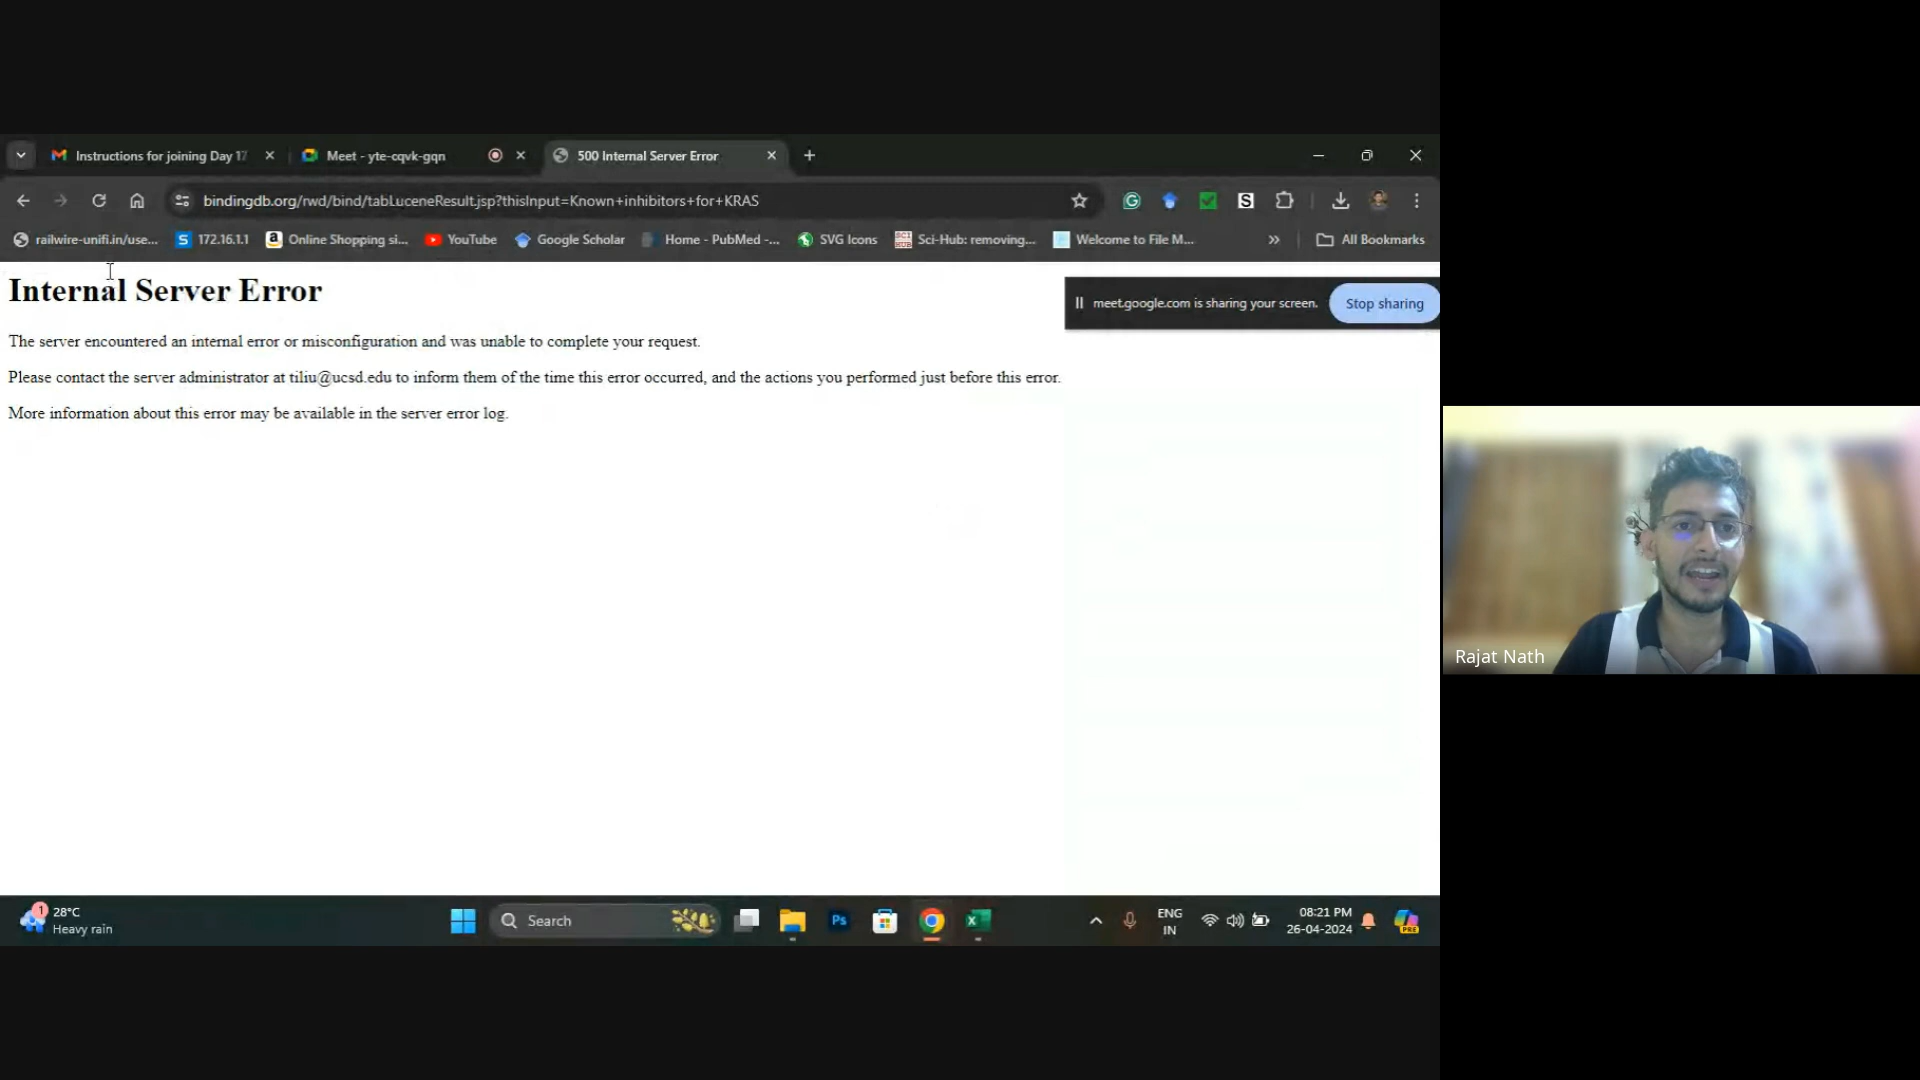 Instructions for joining Day 17
Meet - yte-cqvk-gqn
500 Internal Server Error
bindingdb.org/rwd/bind/tabLuceneResult.jsp?thisInput=Known+inhibitors+for+KRAS
railwire-unifi.in/use...
172.16.1.1
Online Shopping si...
YouTube
Google Scholar
Home - PubMed -...
SVG Icons
Sci-Hub: removing...
Welcome to File M...
All Bookmarks
Internal Server Error
meet.google.com is sharing your screen.
Stop sharing
The server encountered an internal error or misconfiguration and was unable to complete your request.
Please contact the server administrator at tiliu@ucsd.edu to inform them of the time this error occurred, and the actions you performed just before this error.
More information about this error may be available in the server error log.
Rajat Nath
1
28°C
Heavy rain
Search
Ps
ENG
IN
08:21 PM
26-04-2024
PRE